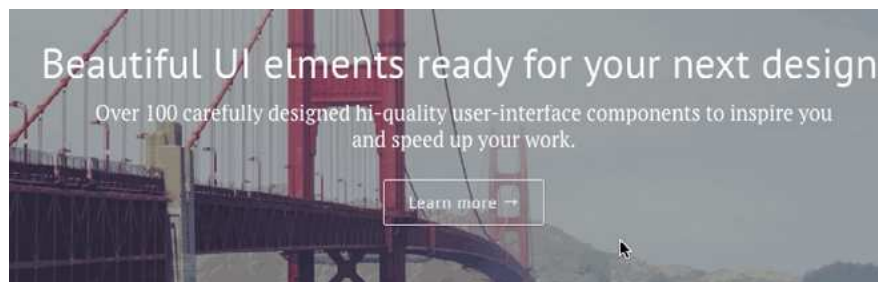 Beautiful UI elments ready for your next design
Over 100 carefully designed hi-quality user-interface components to inspire you
and speed up your work.
Learn more →